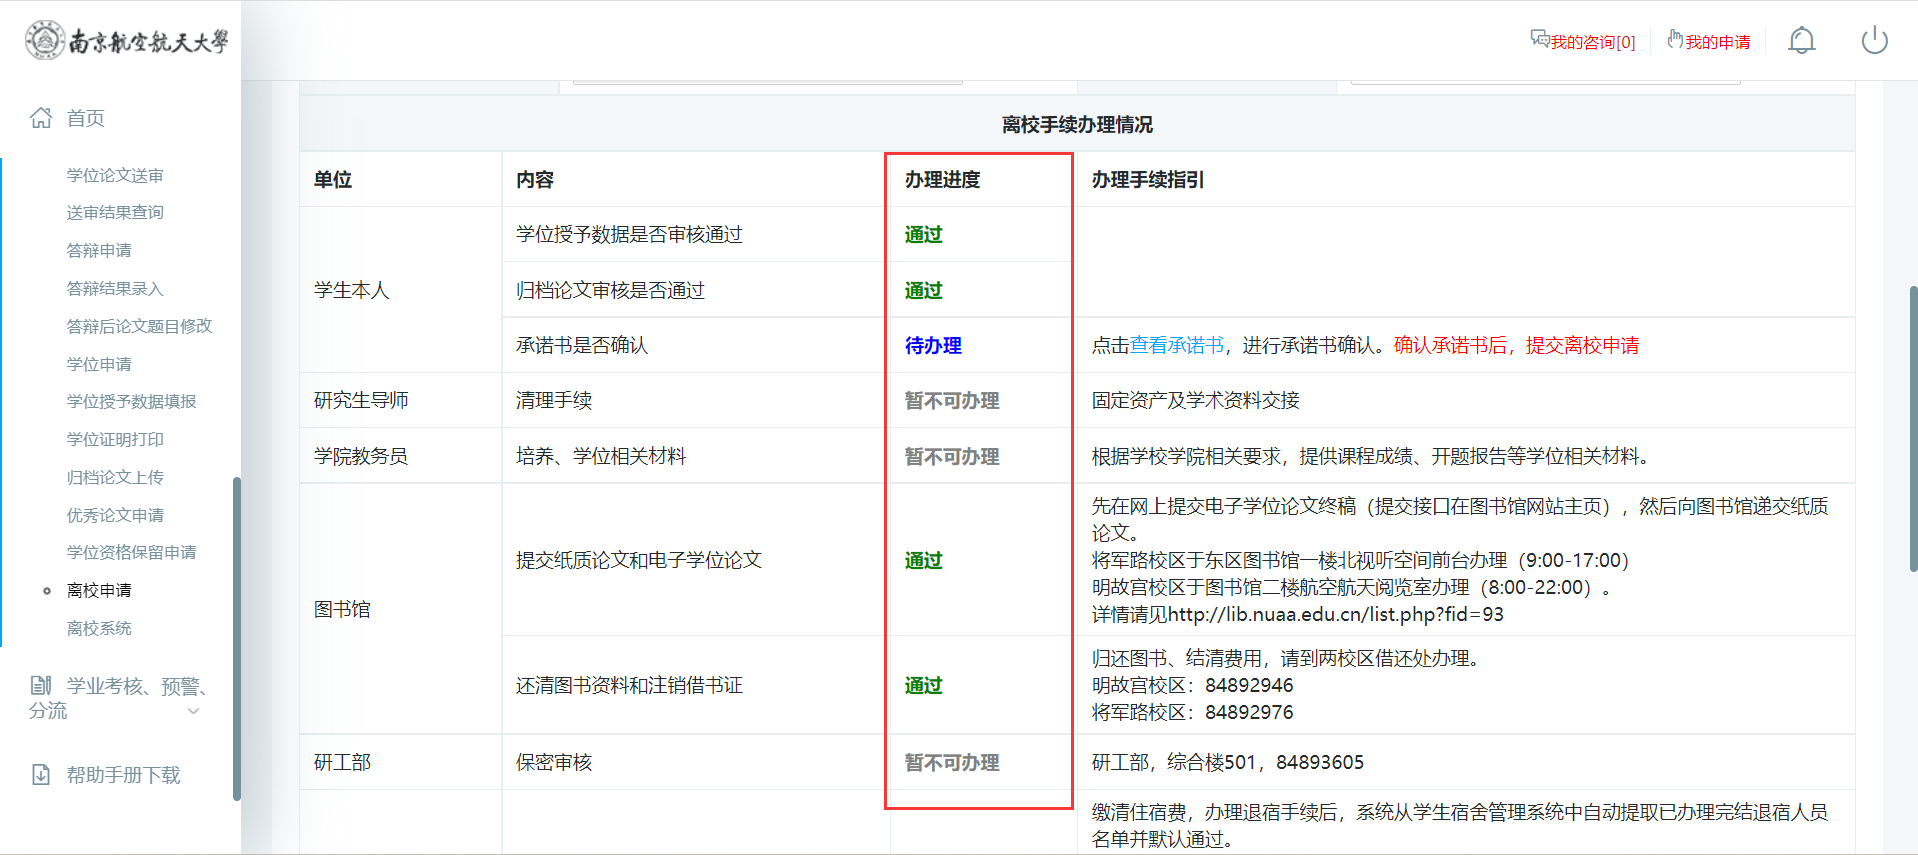 南京航空航天大學
我的咨询[0]
我的申请
首页
学位论文送审
送审结果查询
答辩申请
答辩结果录入
答辩后论文题目修改
学位申请
学位授予数据填报
学位证明打印
归档论文上传
优秀论文申请
学位资格保留申请
离校申请
离校系统
学业考核、预警、
分流
帮助手册下载
离校手续办理情况
单位 内容 办理进度 办理手续指引
学生本人
学位授予数据是否审核通过 通过
归档论文审核是否通过 通过
承诺书是否确认 待办理 点击查看承诺书，进行承诺书确认。确认承诺书后，提交离校申请
研究生导师 清理手续 暂不可办理 固定资产及学术资料交接
学院教务员 培养、学位相关材料 暂不可办理 根据学校学院相关要求，提供课程成绩、开题报告等学位相关材料。
图书馆
提交纸质论文和电子学位论文 通过
先在网上提交电子学位论文终稿（提交接口在图书馆网站主页），然后向图书馆递交纸质
论文。
将军路校区于东区图书馆一楼北视听空间前台办理（9:00-17:00）
明故宫校区于图书馆二楼航空航天阅览室办理（8:00-22:00）。
详情请见http://lib.nuaa.edu.cn/list.php?fid=93
还清图书资料和注销借书证 通过
归还图书、结清费用，请到两校区借还处办理。
明故宫校区：84892946
将军路校区：84892976
研工部 保密审核 暂不可办理 研工部，综合楼501，84893605
缴清住宿费，办理退宿手续后，系统从学生宿舍管理系统中自动提取已办理完结退宿人员
名单并默认通过。